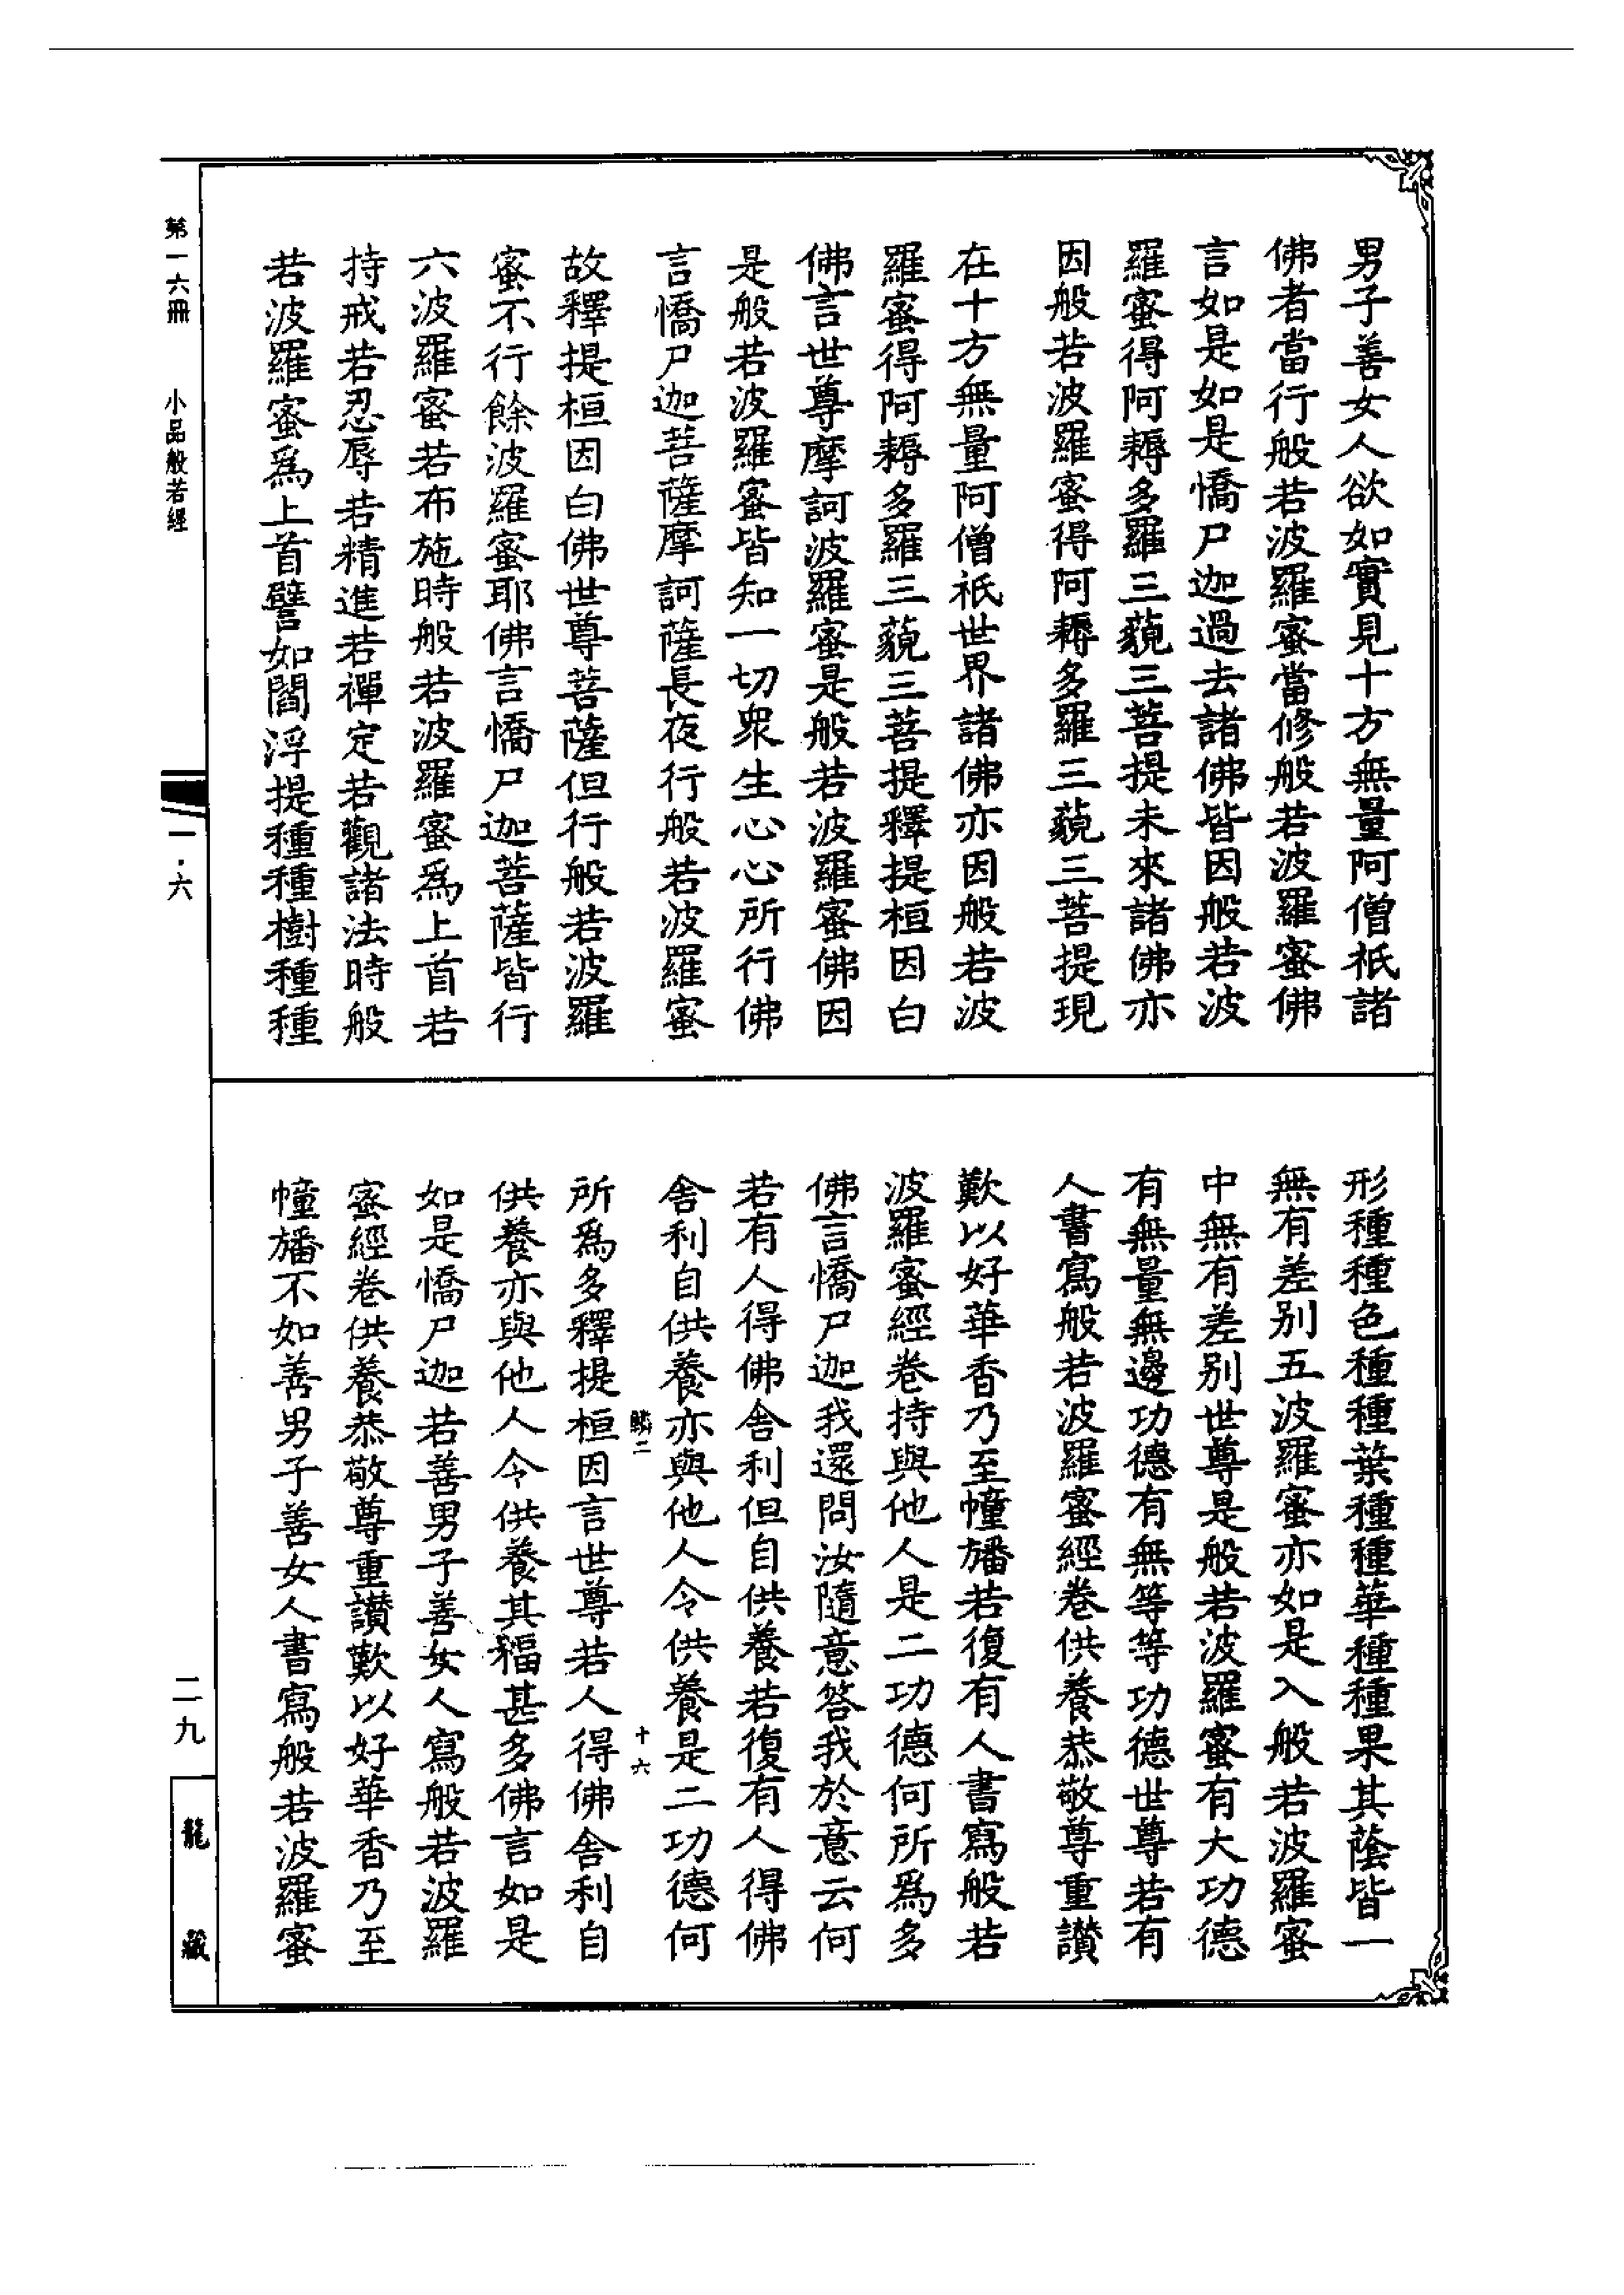 男子善女人欲如實見十方無量阿僧祇諸
佛者當行般若波羅蜜當修般若波羅蜜佛
言如是如是憍尸迦過去諸佛皆因般若波
羅蜜得阿耨多羅三藐三菩提未來諸佛亦
因般若波羅蜜得阿耨多羅三藐三菩提現
在十方無量阿僧祇世界諸佛亦因般若波
羅蜜得阿耨多羅三藐三菩提釋提桓因白
佛言世尊摩訶波羅蜜是般若波羅蜜佛因
是般若波羅蜜皆知一切眾生心心所行佛
言憍尸迦菩薩摩訶薩長夜行般若波羅蜜
故釋提桓因白佛世尊菩薩但行般若波羅
蜜不行餘波羅蜜耶佛言憍尸迦菩薩皆行
六波羅蜜若布施時般若波羅蜜爲上首若
持戒若忍辱若精進若禪定若觀諸法時般
若波羅蜜爲上首譬如閻浮提種種樹種種
形種種色種種葉種種華種種果其蔭皆一
無有差別五波羅蜜亦如是入般若波羅蜜
中無有差別世尊是般若波羅蜜有大功德
有無量無邊功德有無等等功德世尊若有
人書寫般若波羅蜜經卷供養恭敬尊重讃
歎以好華香乃至幢旛若復有人書寫般若
波羅蜜經卷持與他人是二功德何所爲多
佛言憍尸迦我還問汝隨意答我於意云何
若有人得佛舍利但自供養若復有人得佛
舍利自供養亦與他人令供養是二功德何
麟二 十六
所爲多釋提桓因言世尊若人得佛舍利自
供養亦與他人令供養其福甚多佛言如是
如是憍尸迦若善男子善女人寫般若波羅
蜜經卷供養恭敬尊重讃歎以好華香乃至
幢旛不如善男子善女人書寫般若波羅蜜
第一六冊 小品般若經
一·六
二九
龍藏